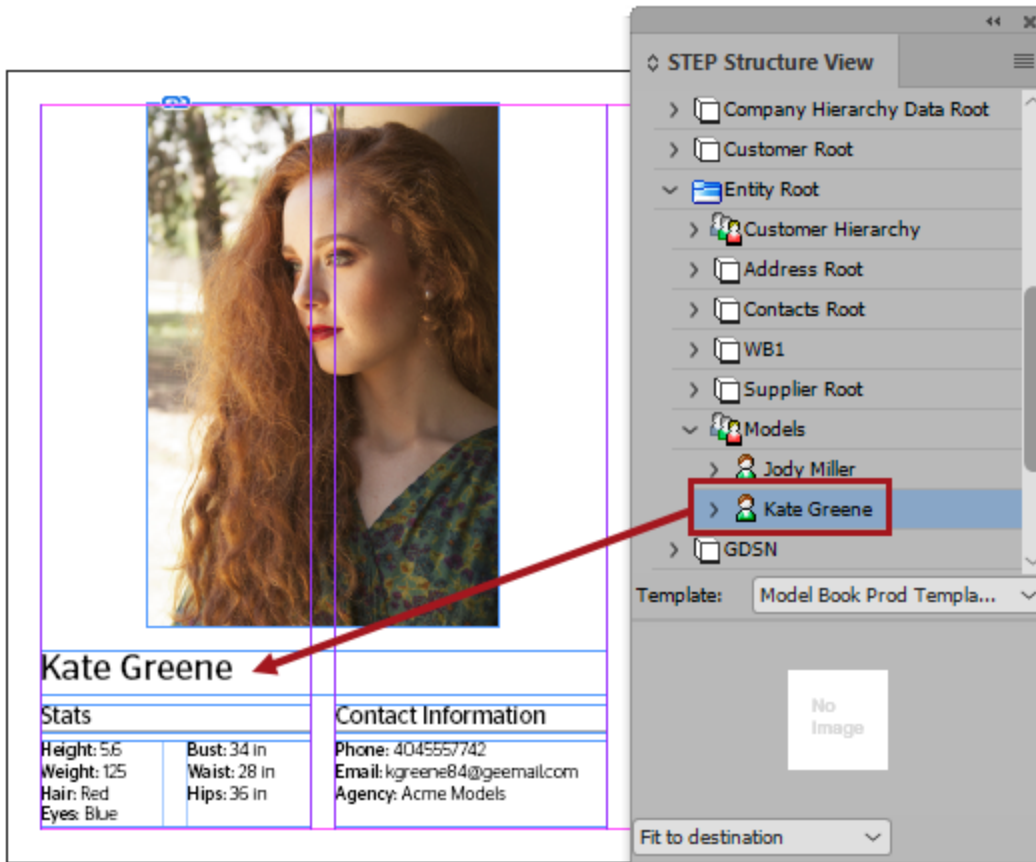 STEP Structure View
Company Hierarchy Data Root
Customer Root
Entity Root
Customer Hierarchy
Address Root
Contacts Root
WB1
Supplier Root
Models
Jody Miller
Kate Greene
GDSN
Template: Model Book Prod Templa...
No
Image
Fit to destination
Kate Greene
Stats
Height: 5.6
Weight: 125
Hair: Red
Eyes: Blue
Bust: 34 in
Waist: 28 in
Hips: 36 in
Contact Information
Phone: 4045557742
Email: kgreene84@geemail.com
Agency: Acme Models